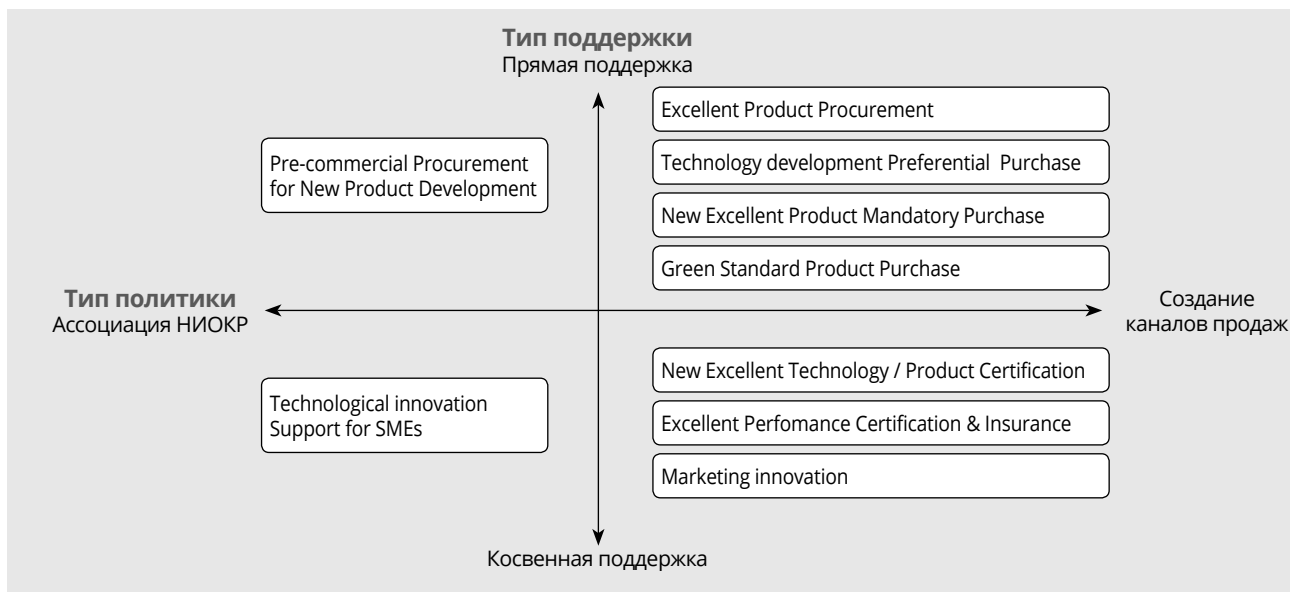 Тип поддержки
Прямая поддержка
Excellent Product Procurement
Pre-commercial Procurement
for New Product Development
Technology development Preferential Purchase
New Excellent Product Mandatory Purchase
Green Standard Product Purchase
Тип политики
Ассоциация НИОКР
Создание
каналов продаж
New Excellent Technology / Product Certification
Technological innovation
Support for SMEs
Excellent Perfomance Certification & Insurance
Marketing innovation
Косвенная поддержка